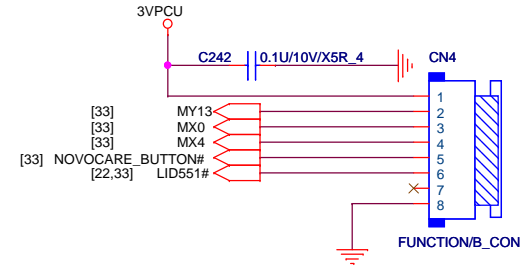 3VPCU
C242 0.1U/10V/X5R_4 CN4
1
[33] MY13 2
[33] MX0 3
[33] MX4 4
[33] NOVOCARE_BUTTON# 5
[22,33] LID551# 6
7
8
FUNCTION/B_CON